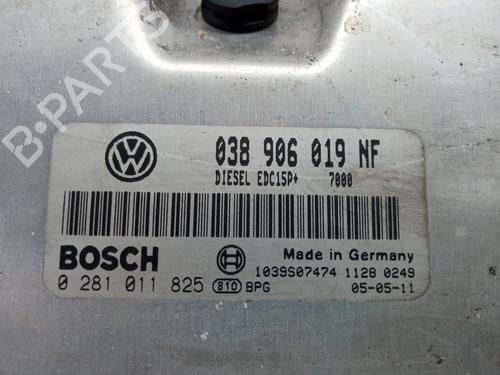 B-PARTS
038 906 019 NF
DIESEL EDC15P+ 7000
BOSCH
Made in Germany
1039S07474 1128 0249
0 281 011 825 810 BPG 05-05-11